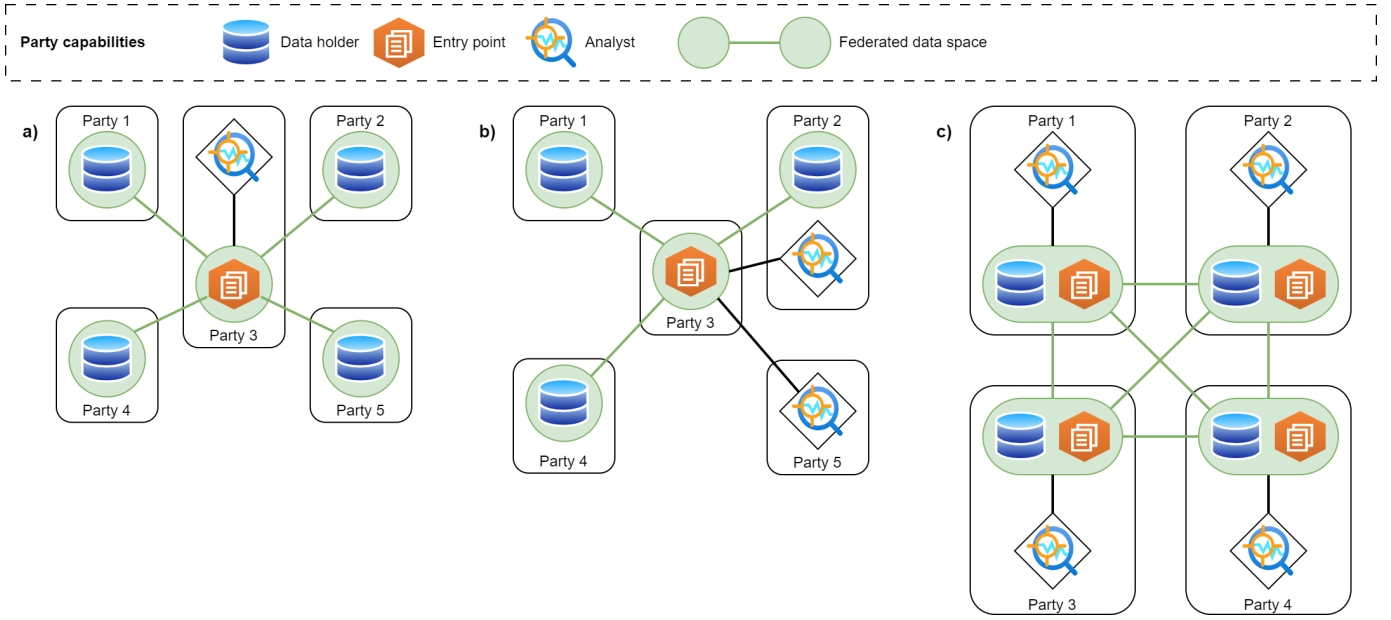 Party capabilities
Data holder
Entry point
Analyst
Federated data space
a)
Party 1
Party 2
Party 3
Party 4
Party 5
b)
Party 1
Party 2
Party 3
Party 4
Party 5
c)
Party 1
Party 2
Party 3
Party 4